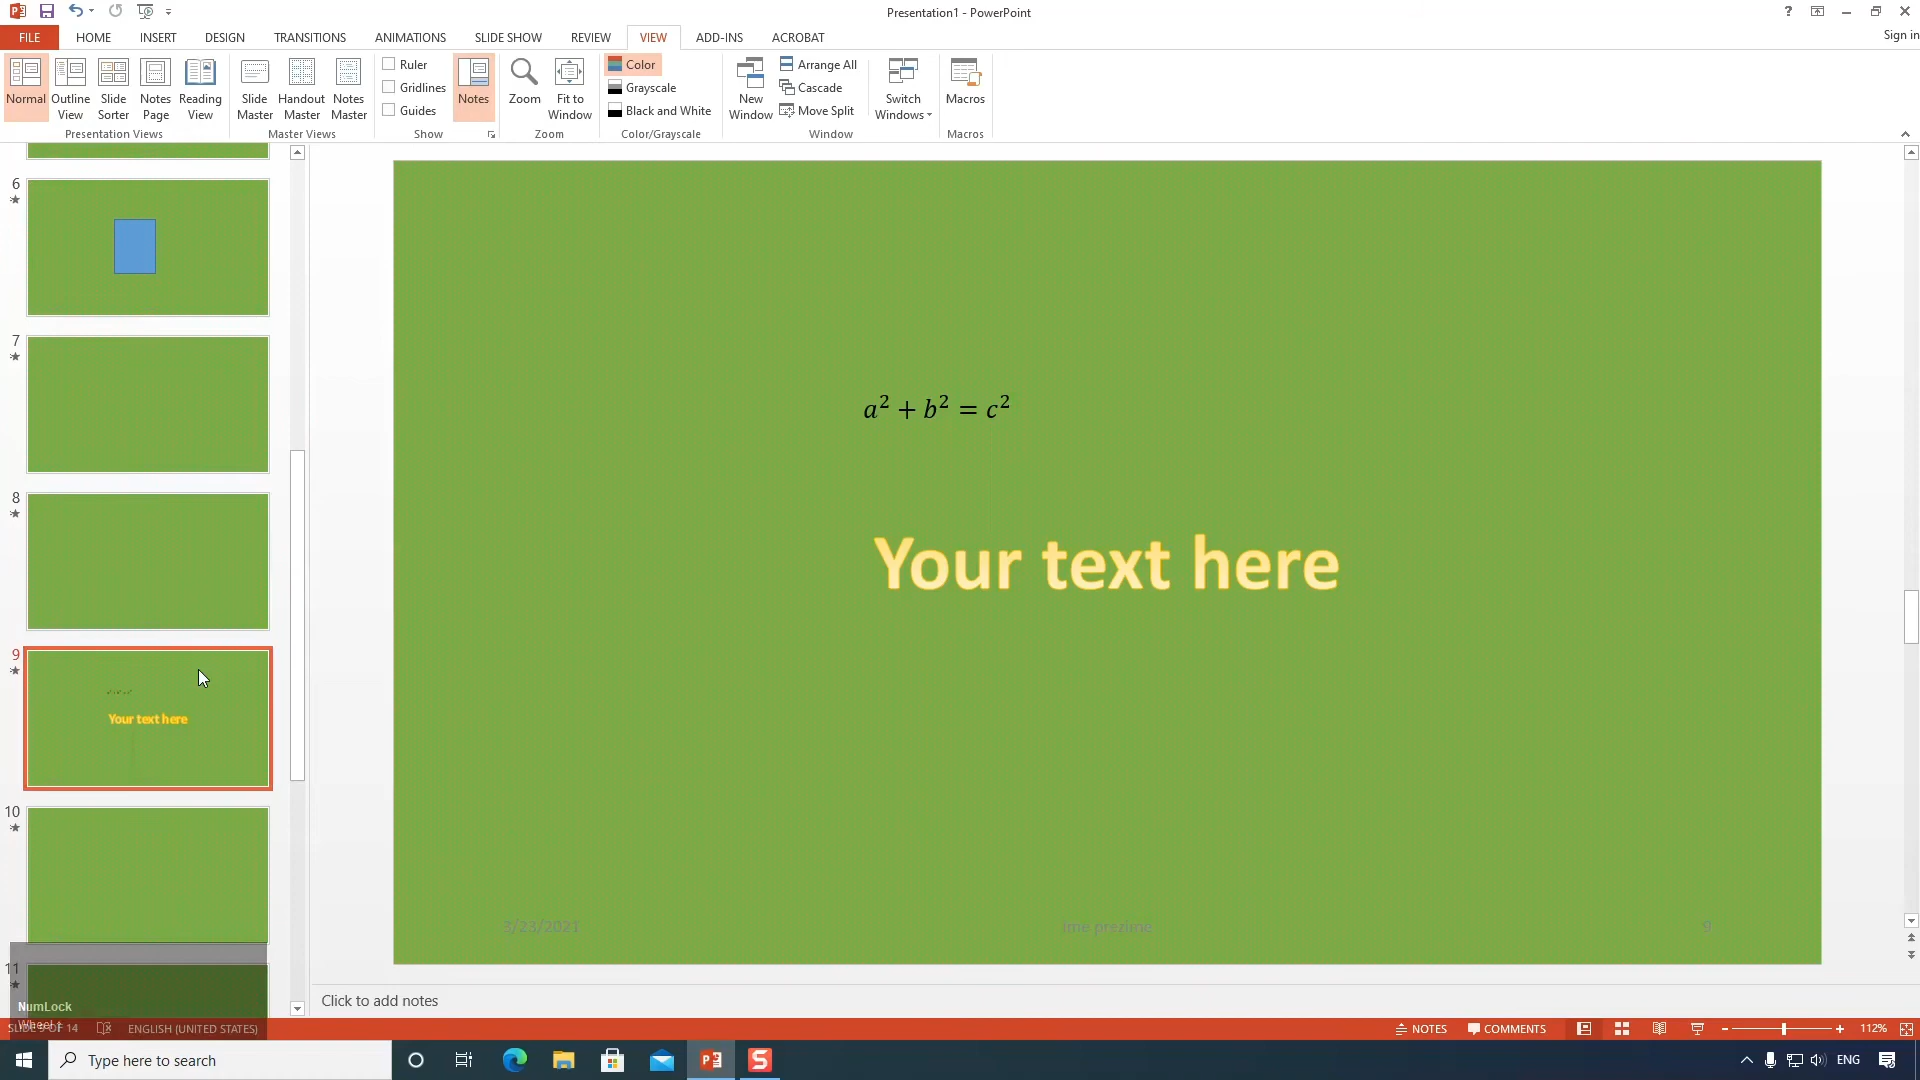 Presentation1 - PowerPoint
FILE HOME INSERT DESIGN TRANSITIONS ANIMATIONS SLIDE SHOW REVIEW VIEW ADD-INS ACROBAT
Sign in
Normal
Outline View
Slide Sorter
Notes Page
Reading View
Presentation Views
Slide Master
Handout Master
Notes Master
Master Views
Ruler
Gridlines
Guides
Show
Notes
Zoom
Fit to Window
Zoom
Color
Grayscale
Black and White
Color/Grayscale
New Window
Arrange All
Cascade
Move Split
Switch Windows
Window
Macros
Macros
6
7
8
9
Your text here
10
11
a² + b² = c²
Your text here
3/23/2021 ime prezime 9
Click to add notes
NumLock
Wheel
SLIDE 9 OF 14 ENGLISH (UNITED STATES) NOTES COMMENTS 112%
Type here to search
ENG